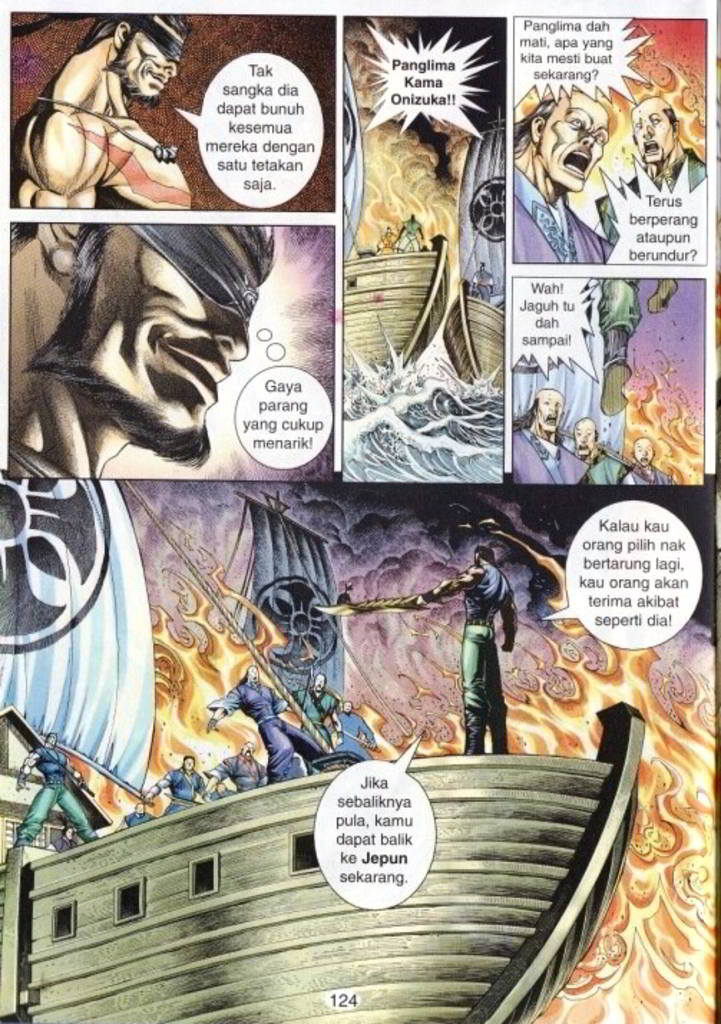 Tak
sangka dia
dapat bunuh
kesemua
mereka dengan
satu tetakan
saja.
Gaya
parang
yang cukup
menarik!
Panglima
Kama
Onizuka!!
Panglima dah
mati, apa yang
kita mesti buat
sekarang?
Terus
berperang
ataupun
berundur?
Wah!
Jaguh tu
dah
sampai!
Kalau kau
orang pilih nak
bertarung lagi,
kau orang akan
terima akibat
seperti dia!
Jika
sebaliknya
pula, kamu
dapat balik
ke Jepun
sekarang.
124